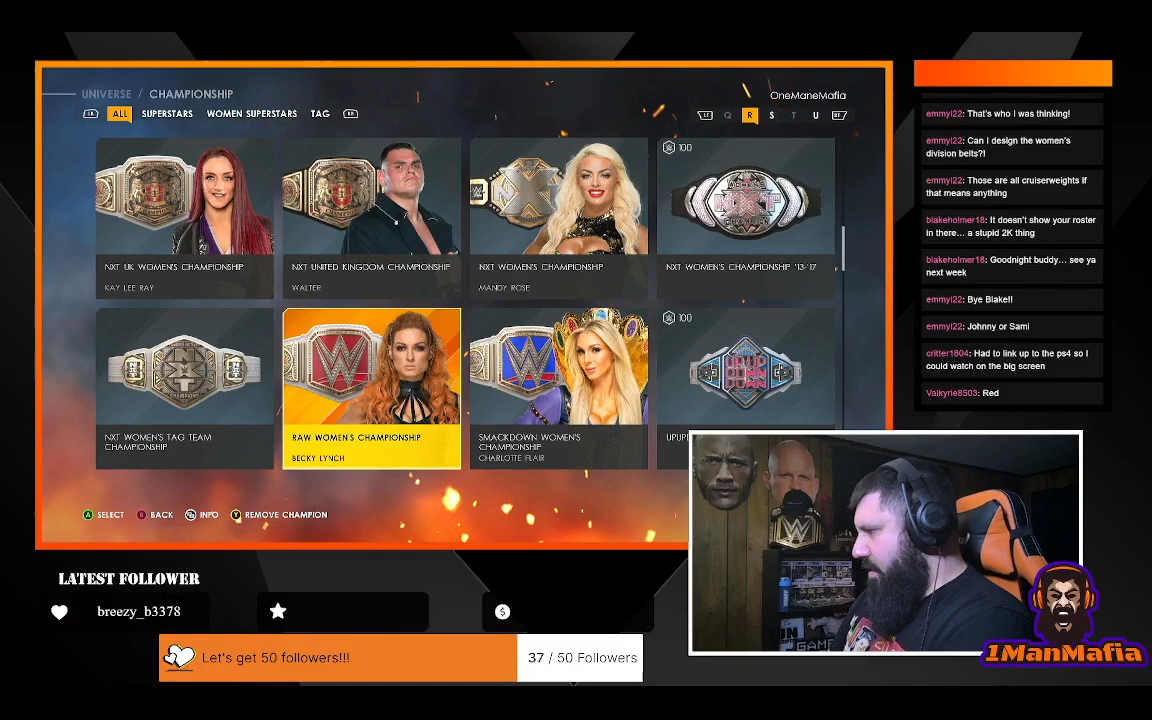 UNIVERSE / CHAMPIONSHIP
OneManeMafia
LB ALL SUPERSTARS WOMEN SUPERSTARS TAG RB
LT Q R S T U RT
100
NXT UK WOMEN'S CHAMPIONSHIP
KAY LEE RAY
NXT UNITED KINGDOM CHAMPIONSHIP
WALTER
NXT WOMEN'S CHAMPIONSHIP
MANDY ROSE
NXT WOMEN'S CHAMPIONSHIP '13-'17
100
NXT WOMEN'S TAG TEAM
CHAMPIONSHIP
RAW WOMEN'S CHAMPIONSHIP
BECKY LYNCH
SMACKDOWN WOMEN'S
CHAMPIONSHIP
CHARLOTTE FLAIR
UPUP
A SELECT B BACK INFO Y REMOVE CHAMPION
emmyl22: That's who I was thinking!
emmyl22: Can I design the women's
division belts?!
emmyl22: Those are all cruiserweights if
that means anything
blakeholmer18: It doesn't show your roster
in there... a stupid 2K thing
blakeholmer18: Goodnight buddy... see ya
next week
emmyl22: Bye Blake!!
emmyl22: Johnny or Sami
critter1804: Had to link up to the ps4 so I
could watch on the big screen
Valkyrie8503: Red
LATEST FOLLOWER
breezy_b3378
Let's get 50 followers!!!
37 / 50 Followers
1ManMafia